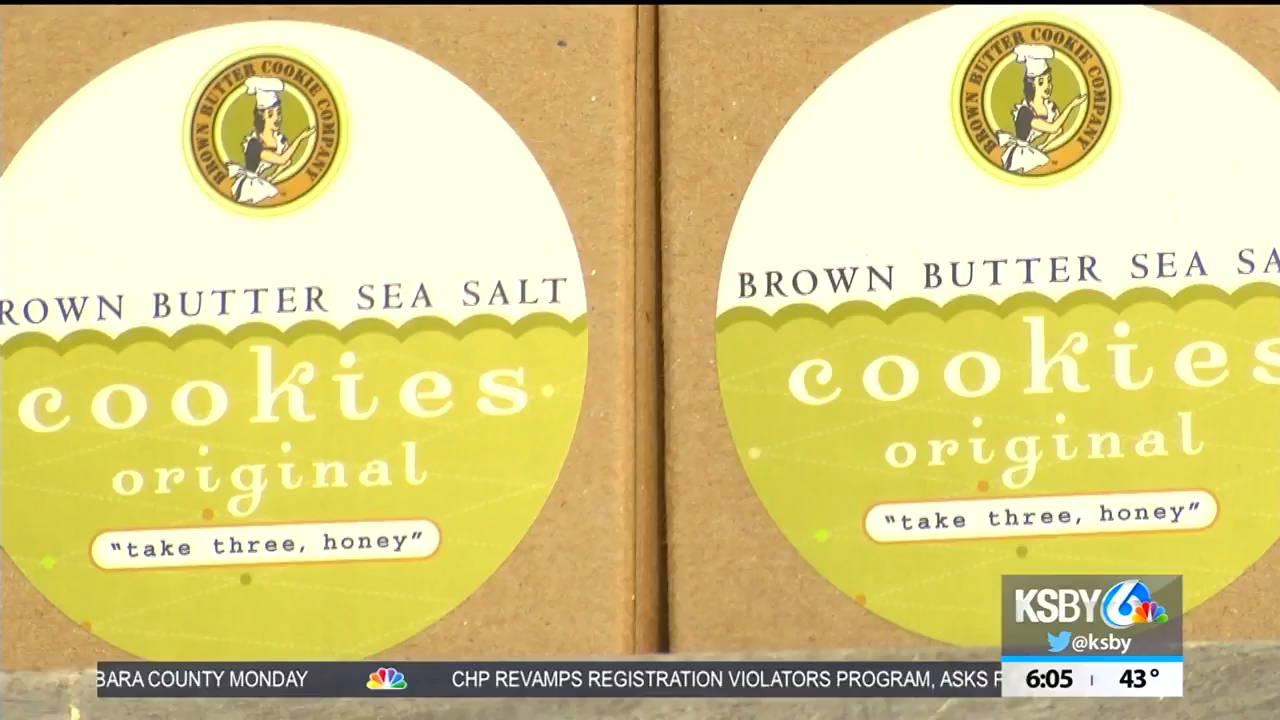 BROWN BUTTER COOKIE COMPANY
ROWN BUTTER SEA SALT
cookies
original
"take three, honey"
BROWN BUTTER COOKIE COMPANY
BROWN BUTTER SEA SA
cookies
original
"take three, honey"
KSBY 6
@ksby
BARA COUNTY MONDAY
CHP REVAMPS REGISTRATION VIOLATORS PROGRAM, ASKS F
6:05
43°